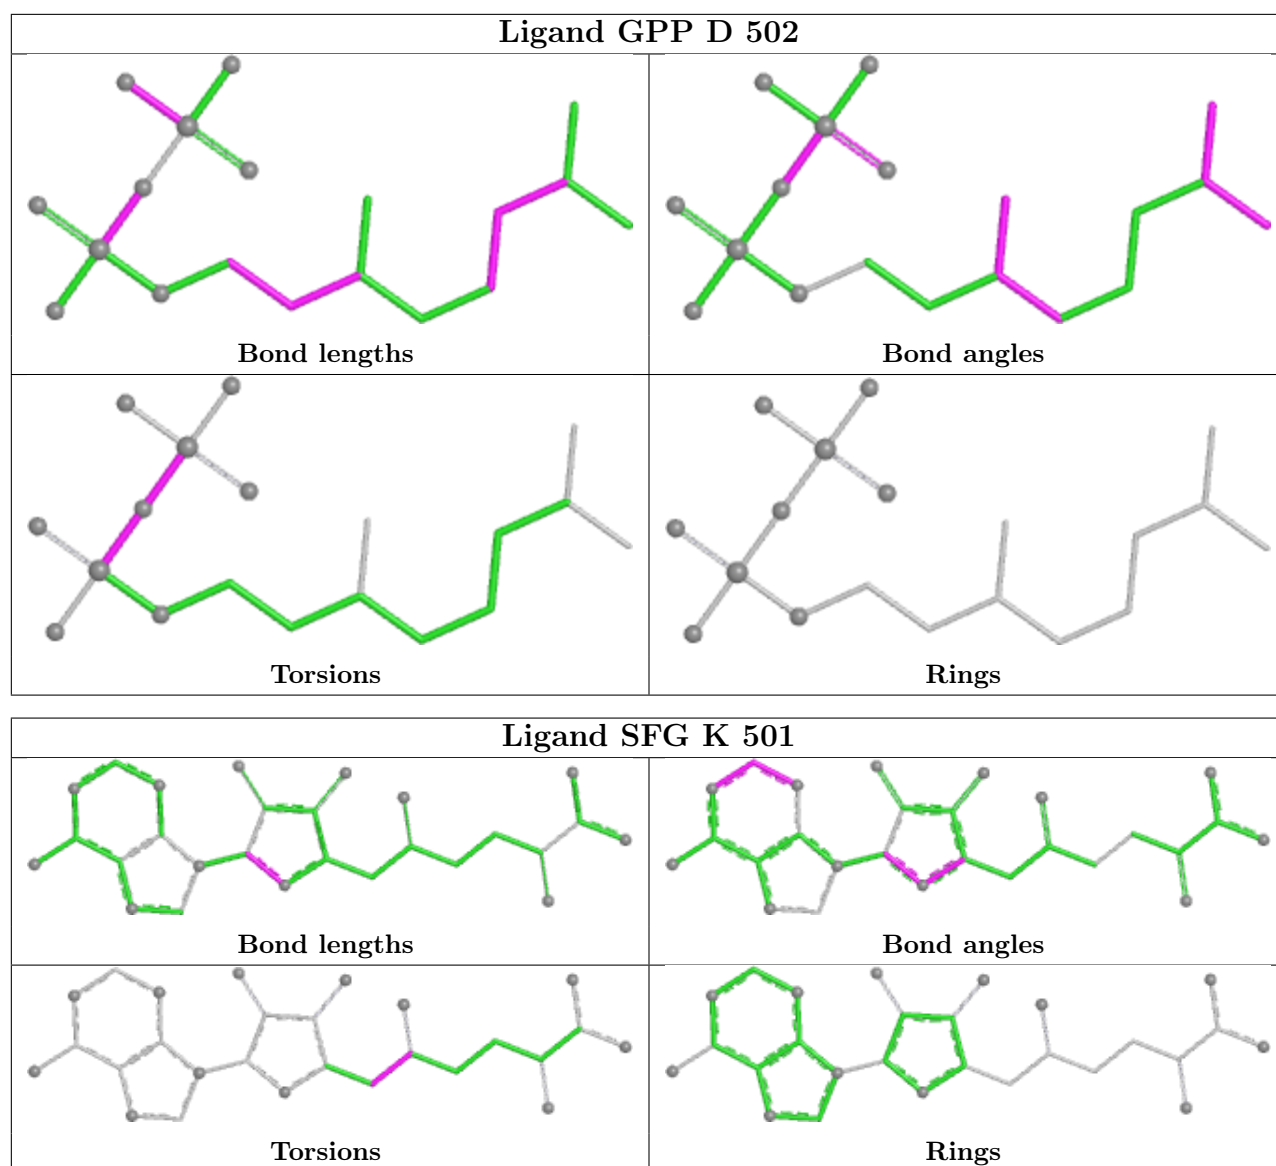 Ligand GPP D 502
Bond lengths
Bond angles
Torsions
Rings
Ligand SFG K 501
Bond lengths
Bond angles
Torsions
Rings